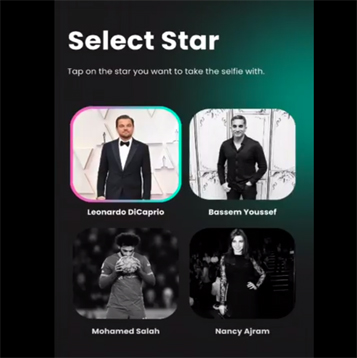 Select Star
Tap on the star you want to take the selfie with.
Leonardo DiCaprio
Bassem Youssef
Mohamed Salah
Nancy Ajram